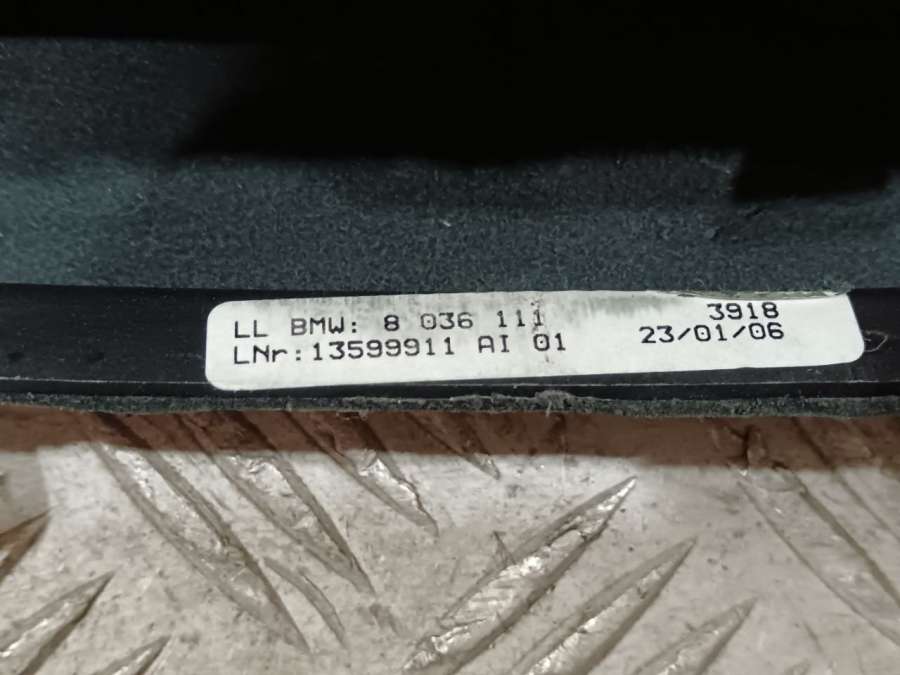 LL BMW: 8 036 111 3918
LNr:13599911 AI 01 23/01/06